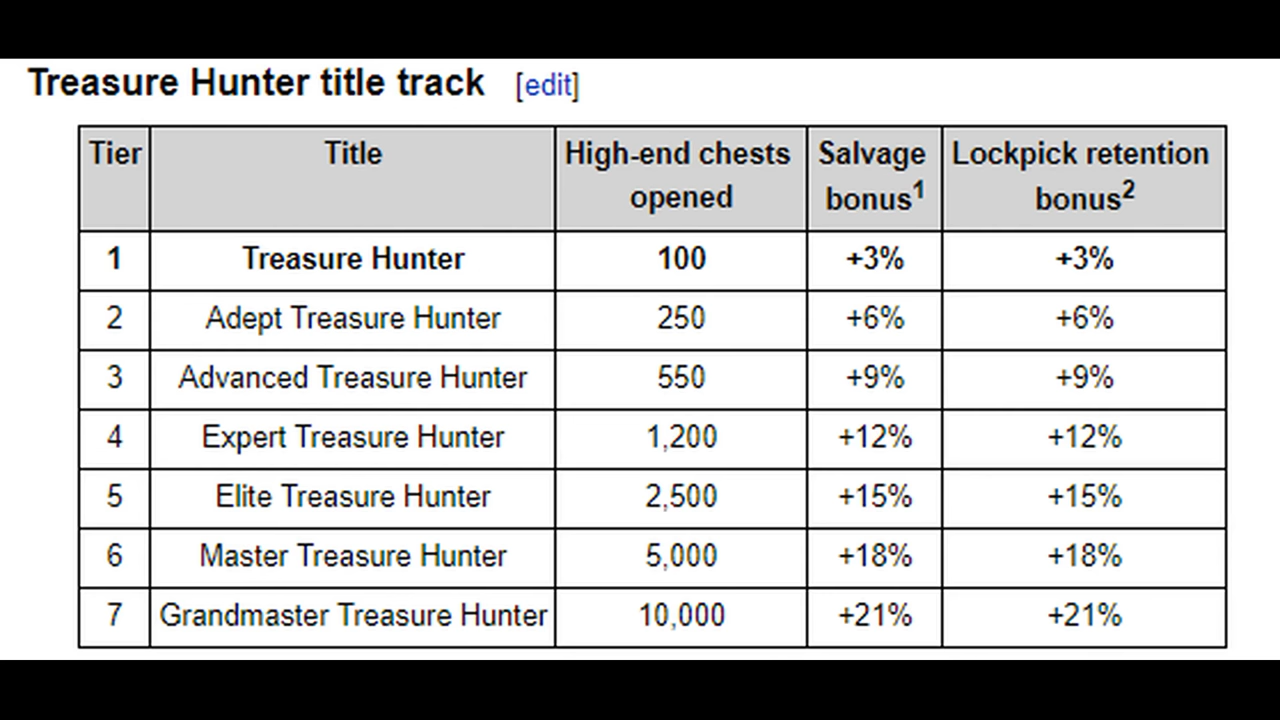 Treasure Hunter title track [edit]
Tier Title High-end chests opened Salvage bonus1 Lockpick retention bonus2
1 Treasure Hunter 100 +3% +3%
2 Adept Treasure Hunter 250 +6% +6%
3 Advanced Treasure Hunter 550 +9% +9%
4 Expert Treasure Hunter 1,200 +12% +12%
5 Elite Treasure Hunter 2,500 +15% +15%
6 Master Treasure Hunter 5,000 +18% +18%
7 Grandmaster Treasure Hunter 10,000 +21% +21%